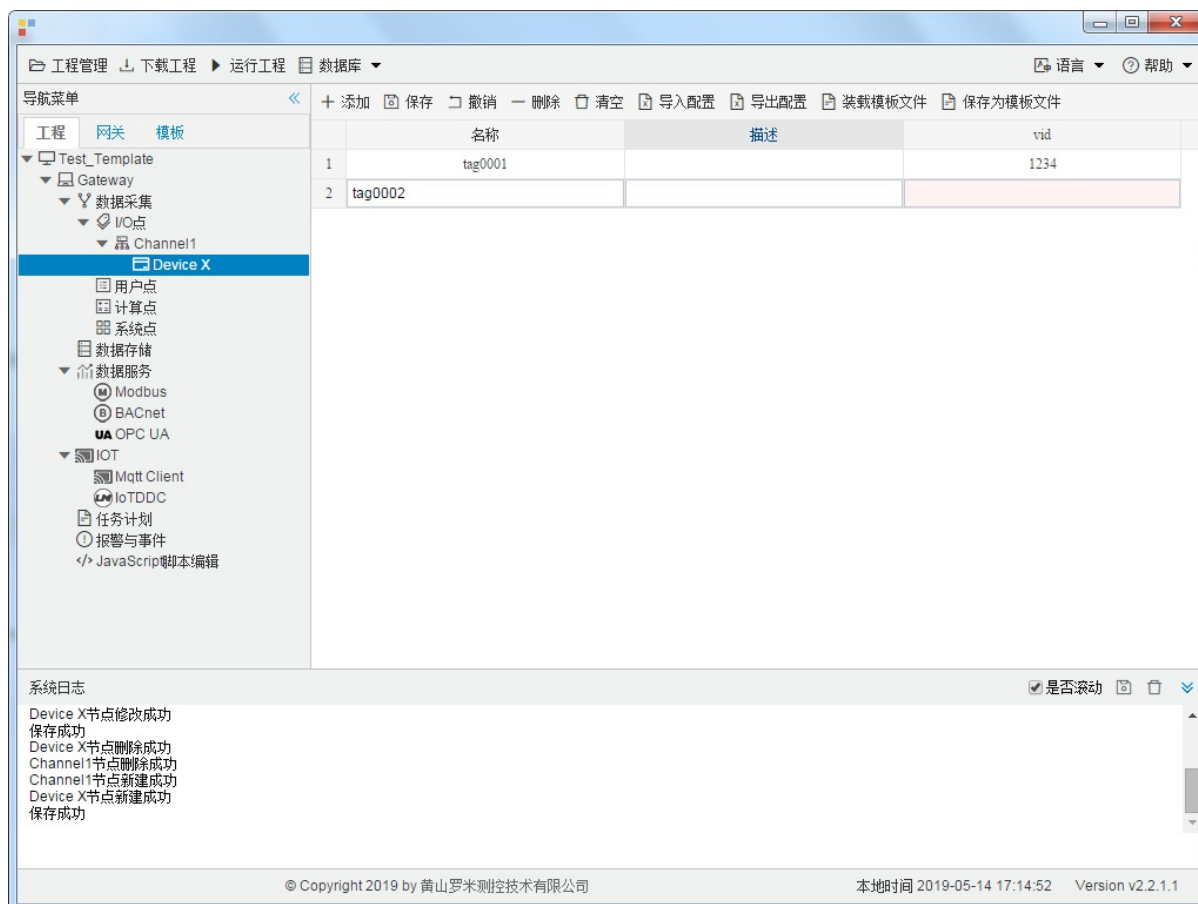 工程管理 下载工程 运行工程 数据库 语言 帮助
导航菜单
添加 保存 撤销 删除 清空 导入配置 导出配置 装载模板文件 保存为模板文件
工程 网关 模板
名称 描述 vid
1 tag0001 1234
2 tag0002
Test_Template
Gateway
数据采集
I/O点
Channel1
Device X
用户点
计算点
系统点
数据存储
数据服务
M Modbus
B BACnet
UA OPC UA
IOT
Mqtt Client
IoTDDC
任务计划
报警与事件
</> JavaScript脚本编辑
系统日志 是否滚动
Device X节点修改成功
保存成功
Device X节点删除成功
Channel1节点删除成功
Channel1节点新建成功
Device X节点新建成功
保存成功
© Copyright 2019 by 黄山罗米测控技术有限公司 本地时间 2019-05-14 17:14:52 Version v2.2.1.1